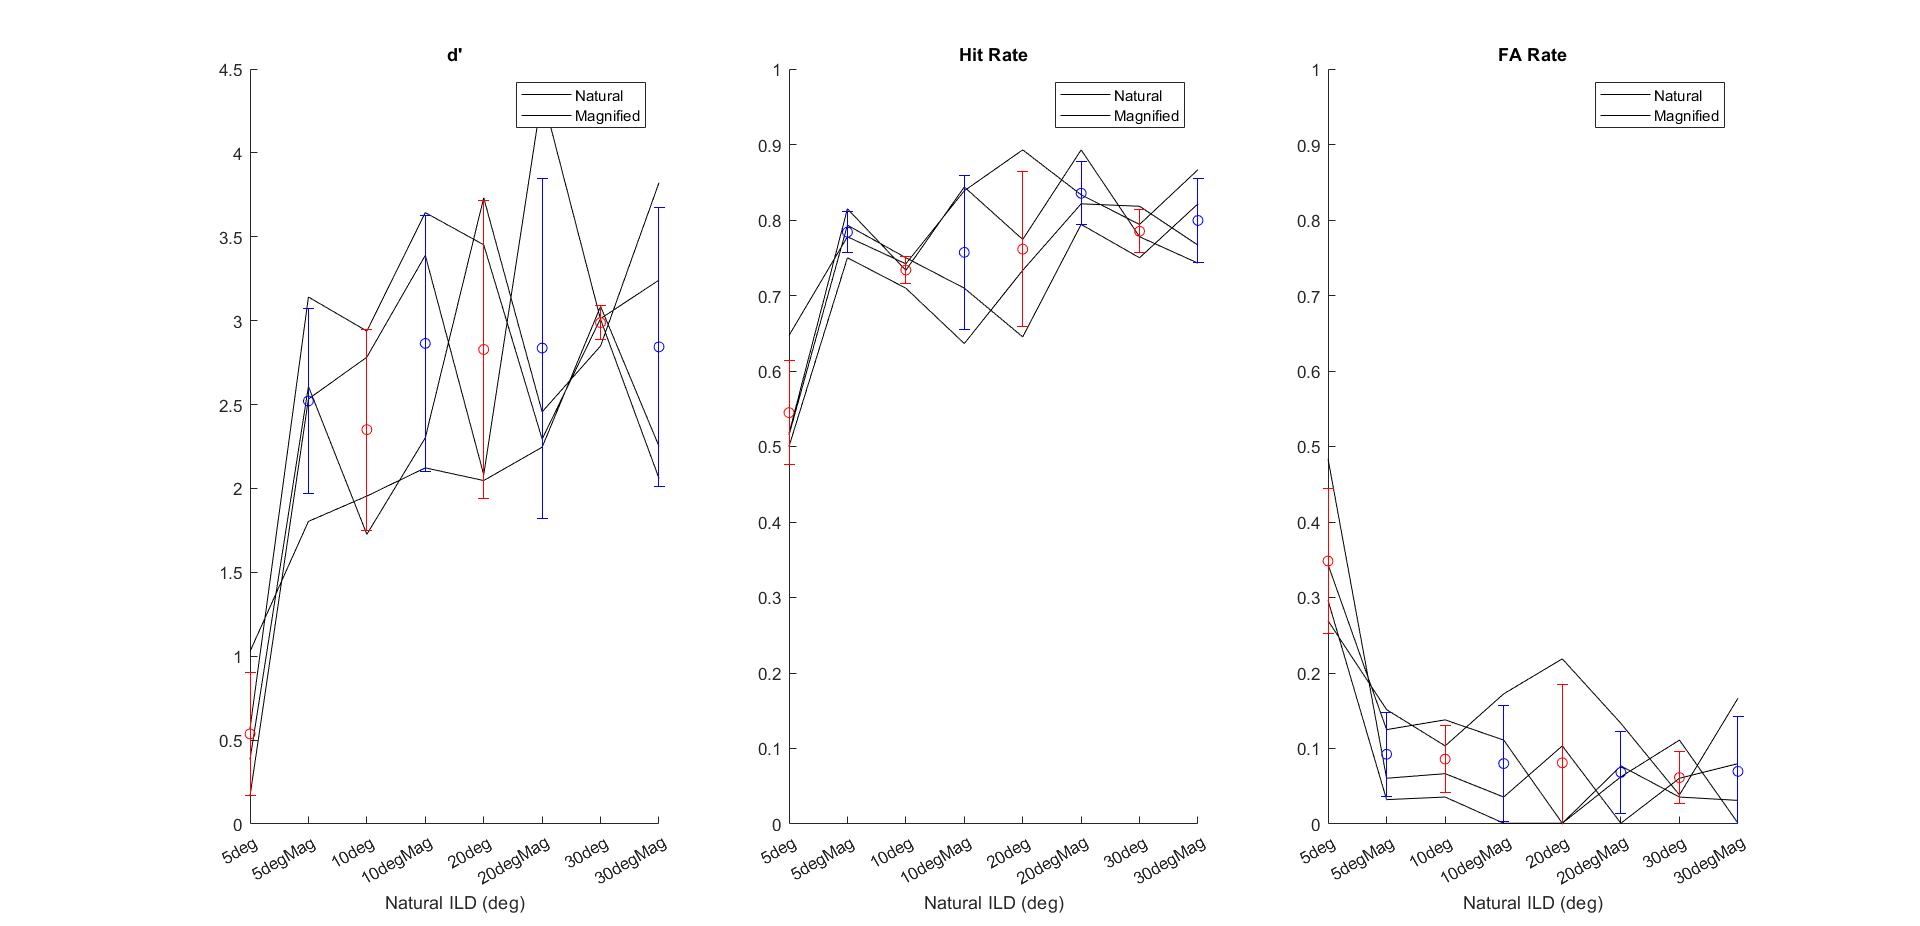 d'
4.5
4
3.5
3
2.5
2
1.5
1
0.5
0
Natural
Magnified
5deg
5degMag
10deg
10degMag
20deg
20degMag
30deg
30degMag
Natural ILD (deg)
Hit Rate
1
0.9
0.8
0.7
0.6
0.5
0.4
0.3
0.2
0.1
0
Natural
Magnified
5deg
5degMag
10deg
10degMag
20deg
20degMag
30deg
30degMag
Natural ILD (deg)
FA Rate
1
0.9
0.8
0.7
0.6
0.5
0.4
0.3
0.2
0.1
0
Natural
Magnified
5deg
5degMag
10deg
10degMag
20deg
20degMag
30deg
30degMag
Natural ILD (deg)